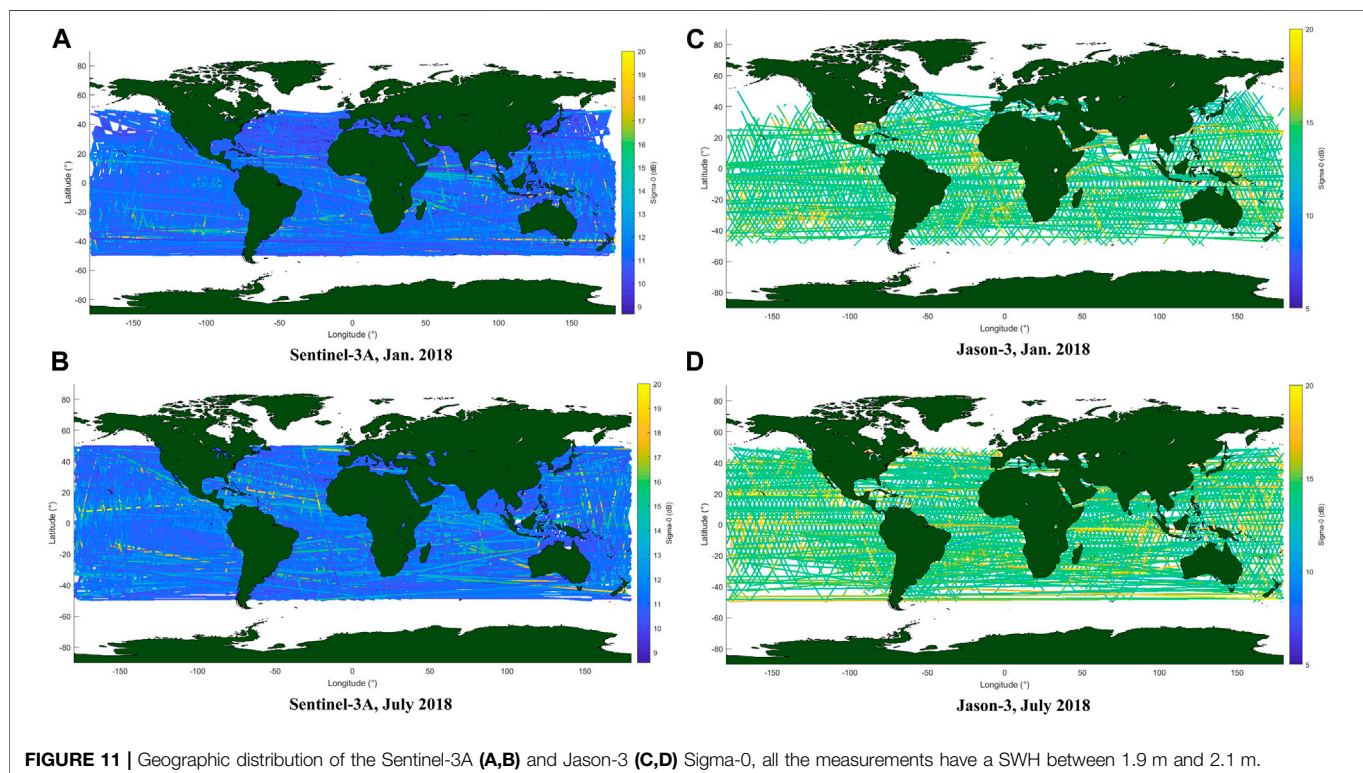 A
80
60
40
20
0
-20
-40
-60
-80
Latitude (°)
-150 -100 -50 0 50 100 150
Longitude (°)
20
19
18
17
16
15
14
13
12
11
10
9
Sigma-0 (dB)
Sentinel-3A, Jan. 2018
C
80
60
40
20
0
-20
-40
-60
-80
Latitude (°)
-150 -100 -50 0 50 100 150
Longitude (°)
20
15
10
5
Sigma-0 (dB)
Jason-3, Jan. 2018
B
80
60
40
20
0
-20
-40
-60
-80
Latitude (°)
-150 -100 -50 0 50 100 150
Longitude (°)
20
19
18
17
16
15
14
13
12
11
10
9
Sigma-0 (dB)
Sentinel-3A, July 2018
D
80
60
40
20
0
-20
-40
-60
-80
Latitude (°)
-150 -100 -50 0 50 100 150
Longitude (°)
20
15
10
5
Sigma-0 (dB)
Jason-3, July 2018
FIGURE 11 | Geographic distribution of the Sentinel-3A (A,B) and Jason-3 (C,D) Sigma-0, all the measurements have a SWH between 1.9 m and 2.1 m.